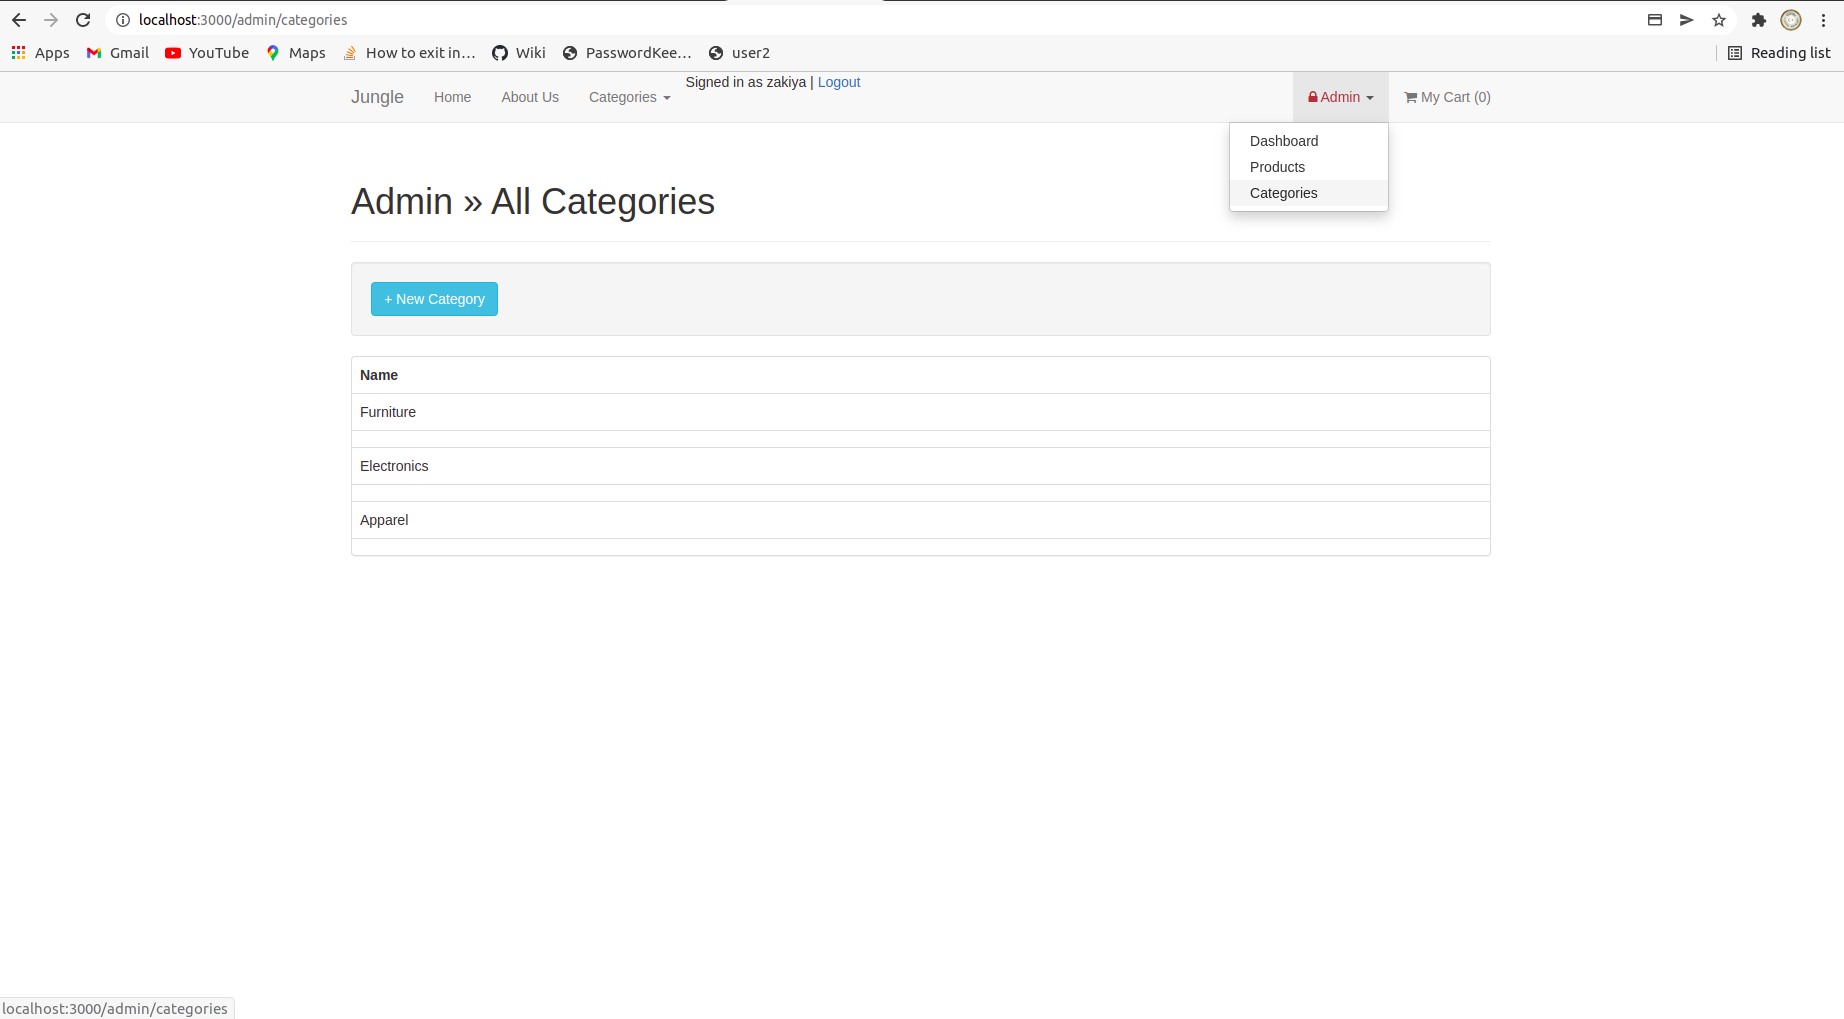 localhost:3000/admin/categories
Apps Gmail YouTube Maps How to exit in... Wiki PasswordKee... user2 Reading list
Jungle Home About Us Categories Signed in as zakiya | Logout Admin My Cart (0)
Dashboard
Products
Categories
Admin » All Categories
+ New Category
Name
Furniture
Electronics
Apparel
localhost:3000/admin/categories